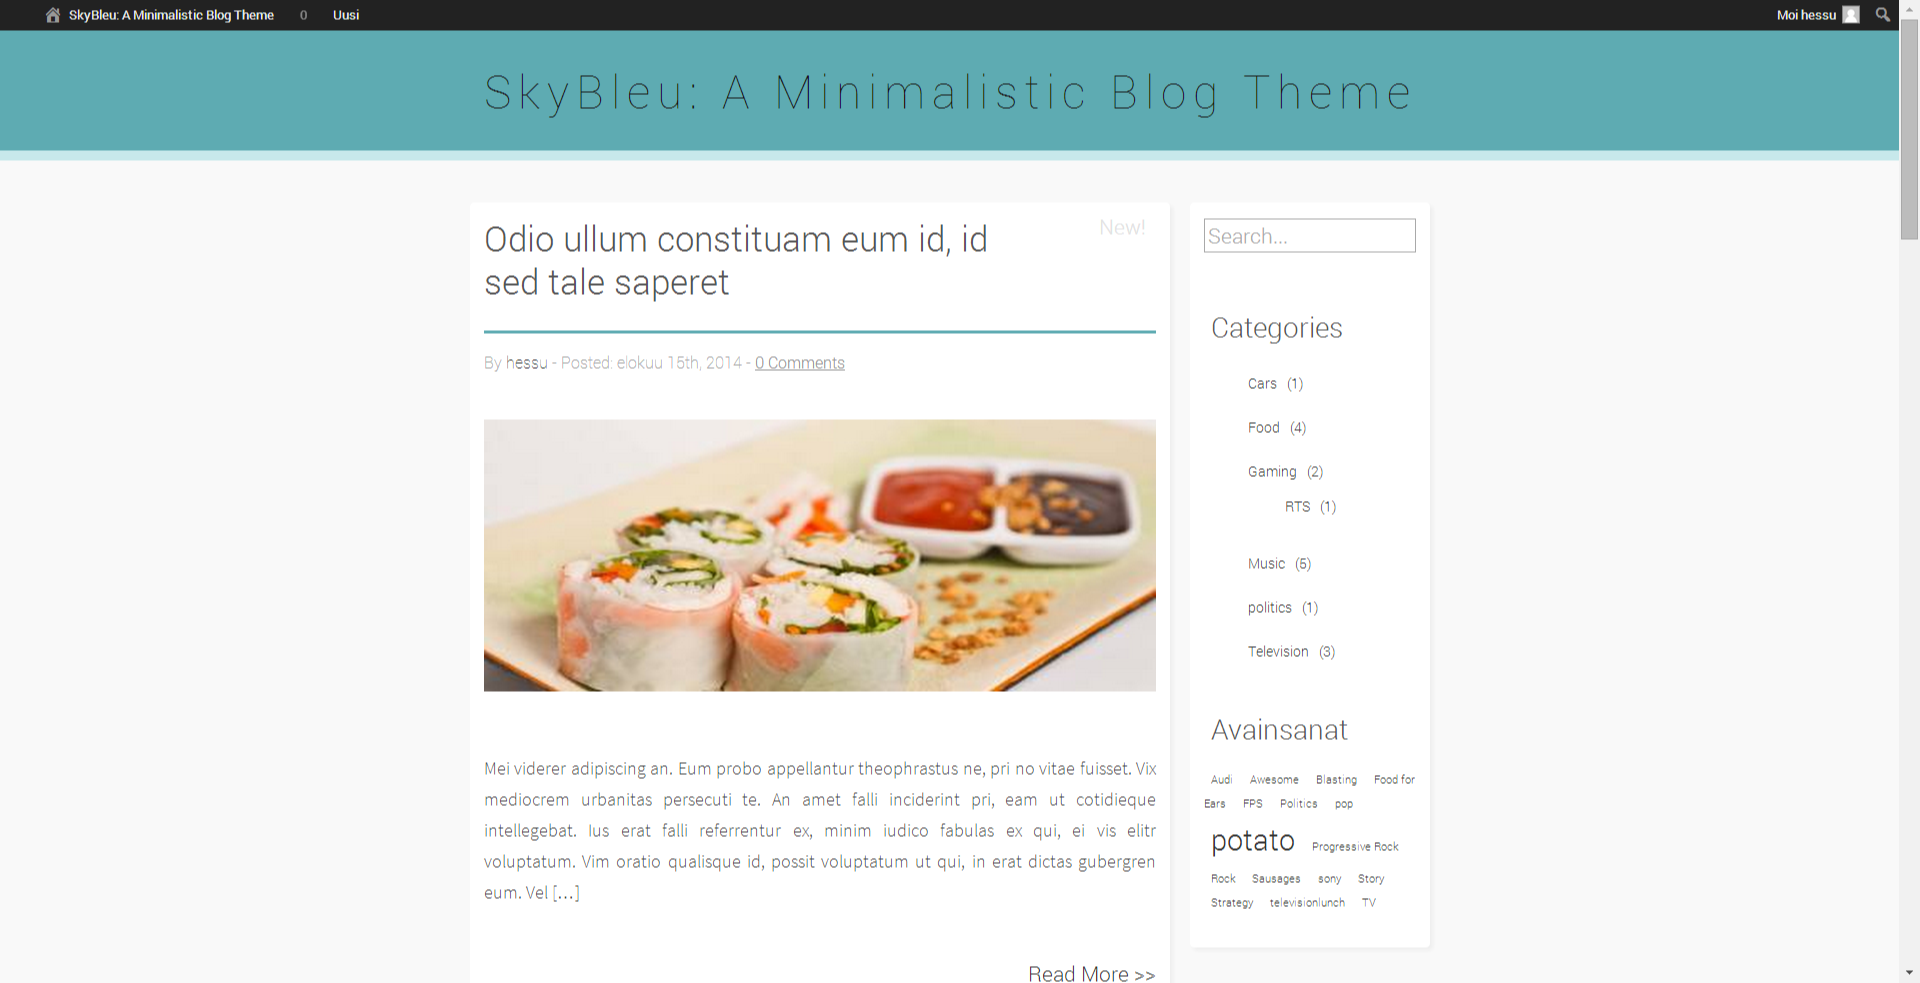 SkyBleu: A Minimalistic Blog Theme 0 Uusi Moi hessu
SkyBleu: A Minimalistic Blog Theme
Odio ullum constituam eum id, id
sed tale saperet
New!
By hessu - Posted: elokuu 15th, 2014 - 0 Comments
Mei viderer adipiscing an. Eum probo appellantur theophrastus ne, pri no vitae fuisset. Vix
mediocrem urbanitas persecuti te. An amet falli inciderint pri, eam ut cotidieque
intellegebat. Ius erat falli referrentur ex, minim iudico fabulas ex qui, ei vis elitr
voluptatum. Vim oratio qualisque id, possit voluptatum ut qui, in erat dictas gubergren
eum. Vel [...]
Read More >>
Search...
Categories
Cars (1)
Food (4)
Gaming (2)
RTS (1)
Music (5)
politics (1)
Television (3)
Avainsanat
Audi Awesome Blasting Food for
Ears FPS Politics pop
potato Progressive Rock
Rock Sausages sony Story
Strategy televisionlunch TV